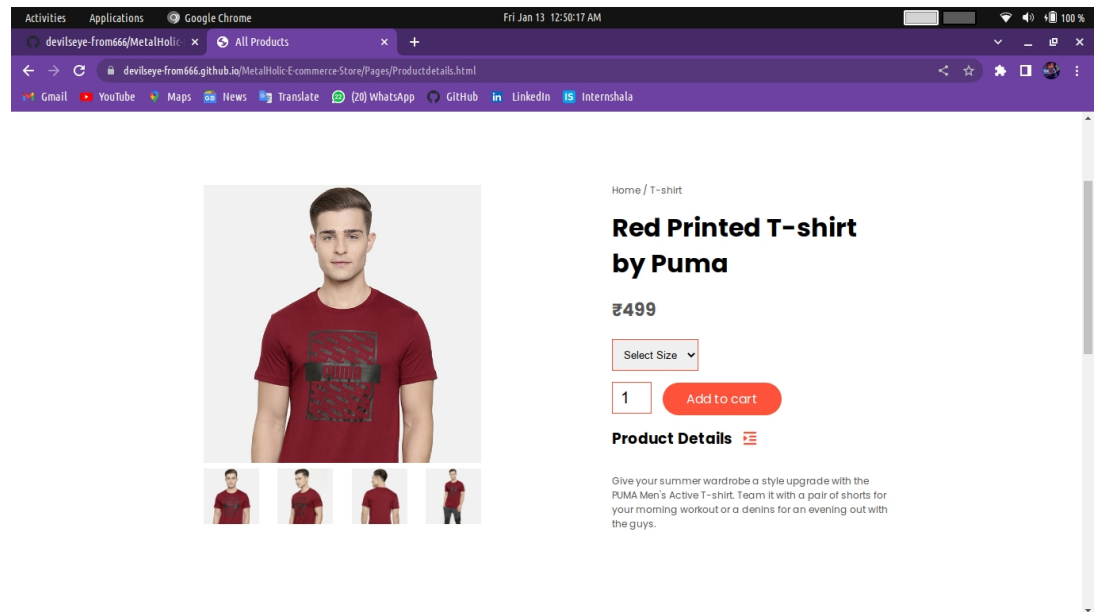 Activities Applications Google Chrome Fri Jan 13 12:50:17 AM 100 %
devilseye-from666/MetalHolic- All Products
devilseye-from666.github.io/MetalHolic-E-commerce-Store/Pages/Productdetails.html
Gmail YouTube Maps News Translate (20) WhatsApp GitHub LinkedIn Internshala
Home / T-shirt
Red Printed T-shirt
by Puma
₹499
Select Size
1 Add to cart
Product Details
Give your summer wardrobe a style upgrade with the
PUMA Men's Active T-shirt. Team it with a pair of shorts for
your morning workout or a denins for an evening out with
the guys.